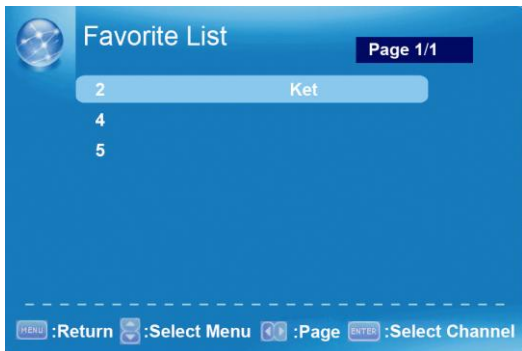 Favorite List
Page 1/1
2 Ket
4
5
MENU :Return :Select Menu :Page ENTER :Select Channel